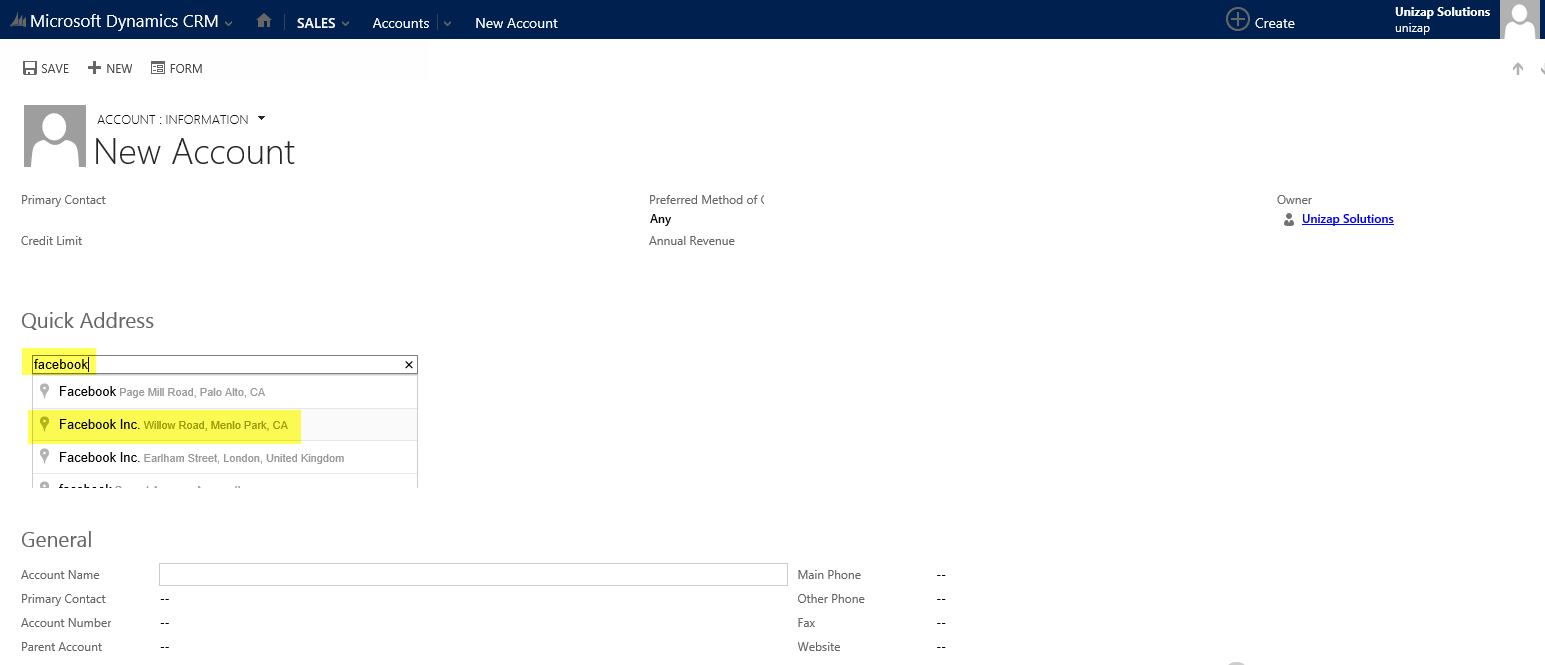 Microsoft Dynamics CRM SALES Accounts New Account Create Unizap Solutions
unizap
SAVE NEW FORM
ACCOUNT : INFORMATION
New Account
Primary Contact Preferred Method of Owner
Any Unizap Solutions
Credit Limit Annual Revenue
Quick Address
facebook
Facebook Page Mill Road, Palo Alto, CA
Facebook Inc. Willow Road, Menlo Park, CA
Facebook Inc. Earlham Street, London, United Kingdom
facebook
General
Account Name Main Phone --
Primary Contact -- Other Phone --
Account Number -- Fax --
Parent Account -- Website --